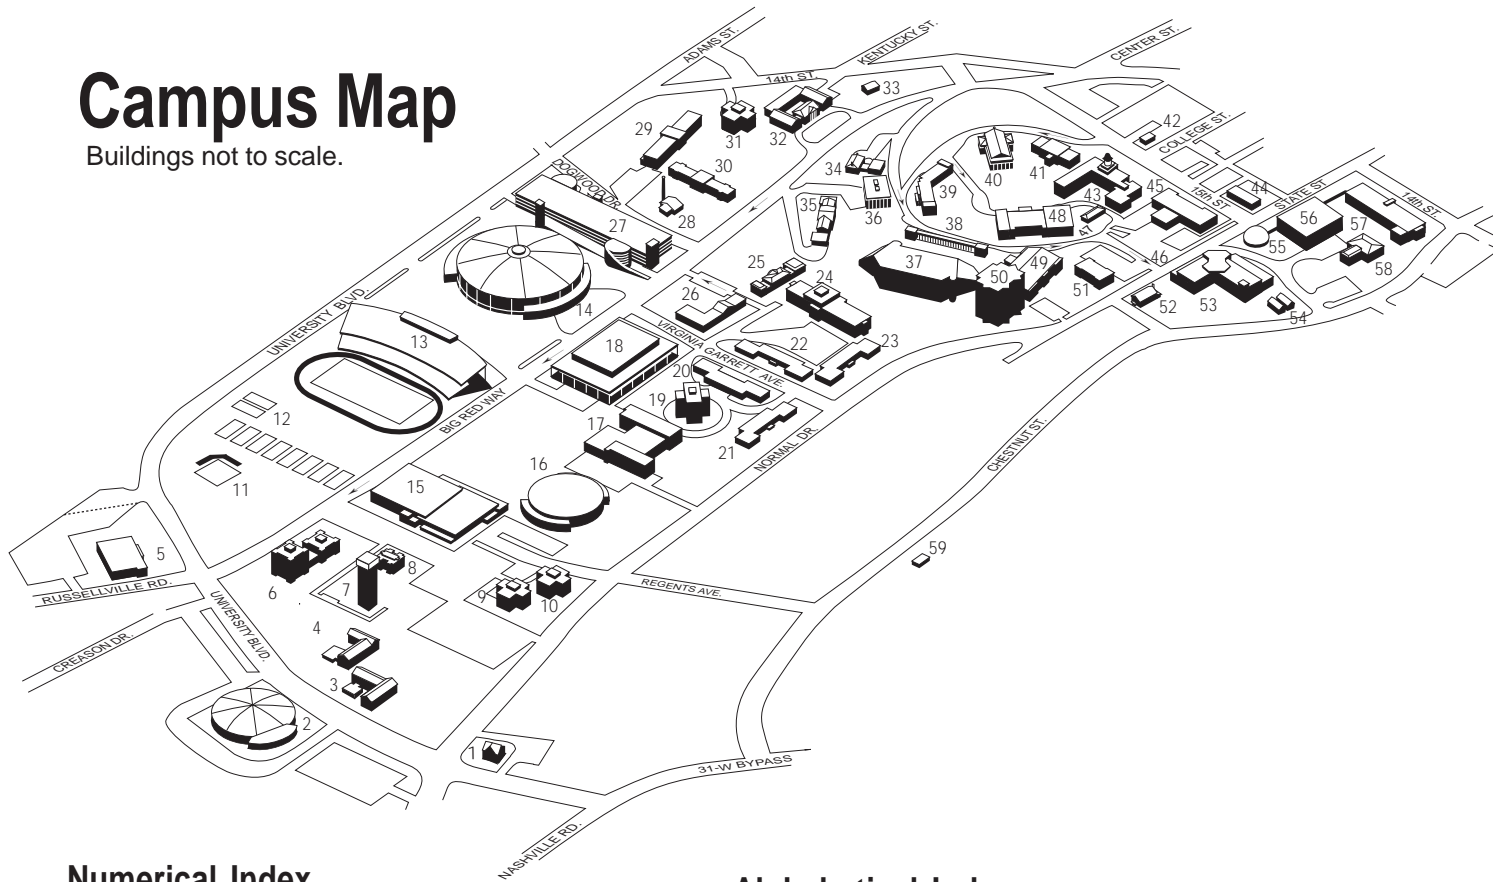 Campus Map
Buildings not to scale.
ADAMS ST.
KENTUCKY ST.
CENTER ST.
14th ST.
33
29
31
32
42
COLLEGE ST.
30
34
40
41
DOGWOOD DR.
28
35
36
39
38
48
43
47
45
15th ST.
44
STATE ST
14th ST.
56
57
58
55
46
27
25
24
37
50
49
51
52
53
54
26
14
UNIVERSITY BLVD.
13
18
VIRGINIA GARRETT AVE.
22
23
20
19
12
BIG RED WAY
17
21
NORMAL DR.
CHESTNUT ST.
11
16
15
5
RUSSELLVILLE RD.
6
7
8
9
10
59
REGENTS AVE.
UNIVERSITY BLVD.
CREASON DR.
4
3
2
1
31-W BYPASS
NASHVILLE RD.
Numerical Index